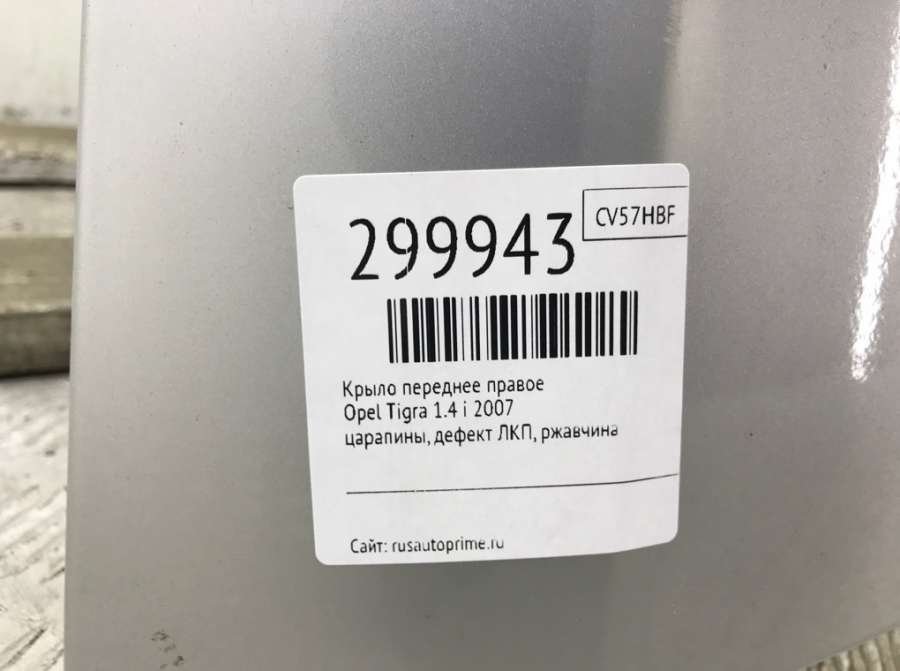 299943
CV57HBF
Крыло переднее правое
Opel Tigra 1.4 i 2007
царапины, дефект ЛКП, ржавчина
Сайт: rusautoprime.ru